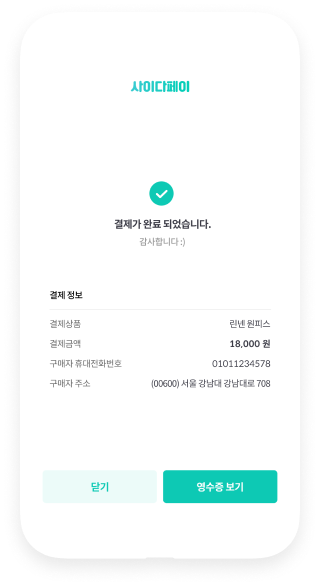 사이다페이
결제가 완료 되었습니다.
감사합니다 :)
결제 정보
결제상품 린넨 원피스
결제금액 18,000 원
구매자 휴대전화번호 01011234578
구매자 주소 (00600) 서울 강남대 강남대로 708
닫기 영수증 보기